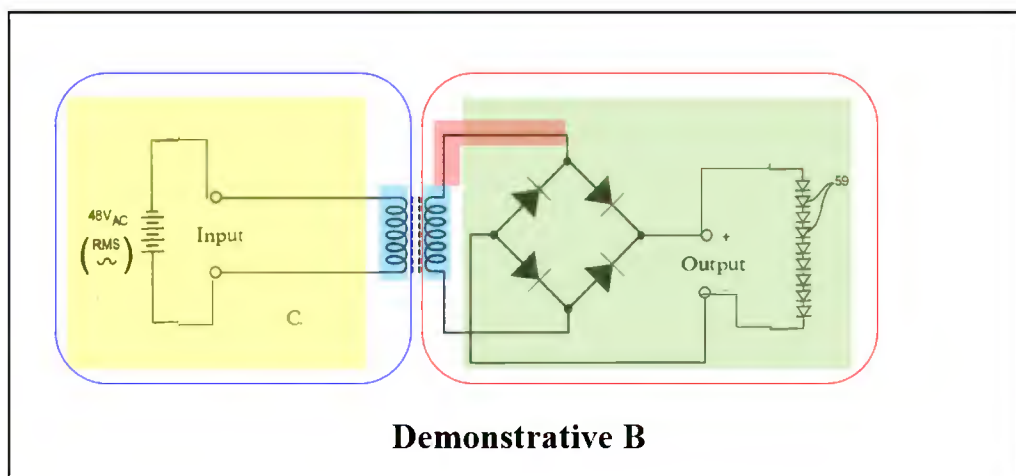 48VAC
(RMS)
Input
C.
+
Output
-
59
Demonstrative B